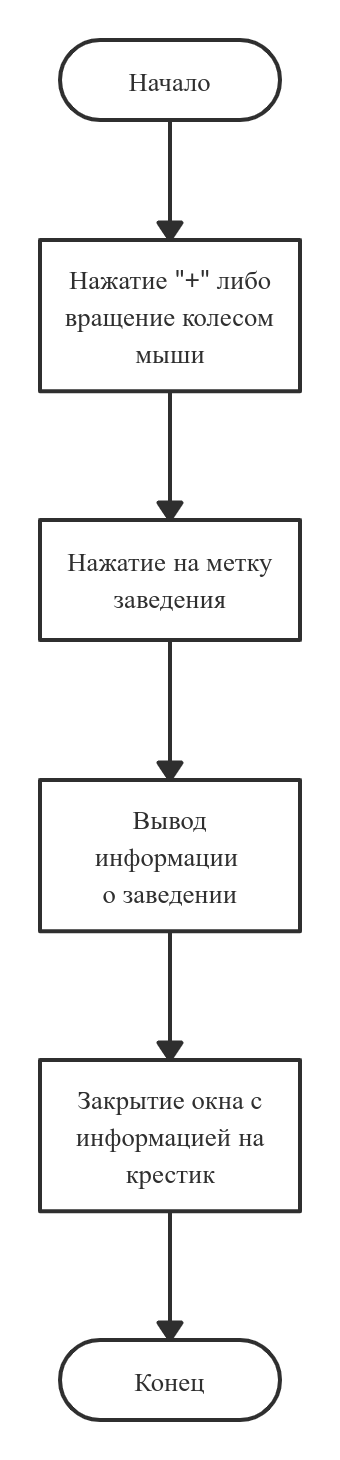 Начало
Нажатие "+" либо
вращение колесом
мыши
Нажатие на метку
заведения
Вывод
информации
о заведении
Закрытие окна с
информацией на
крестик
Конец